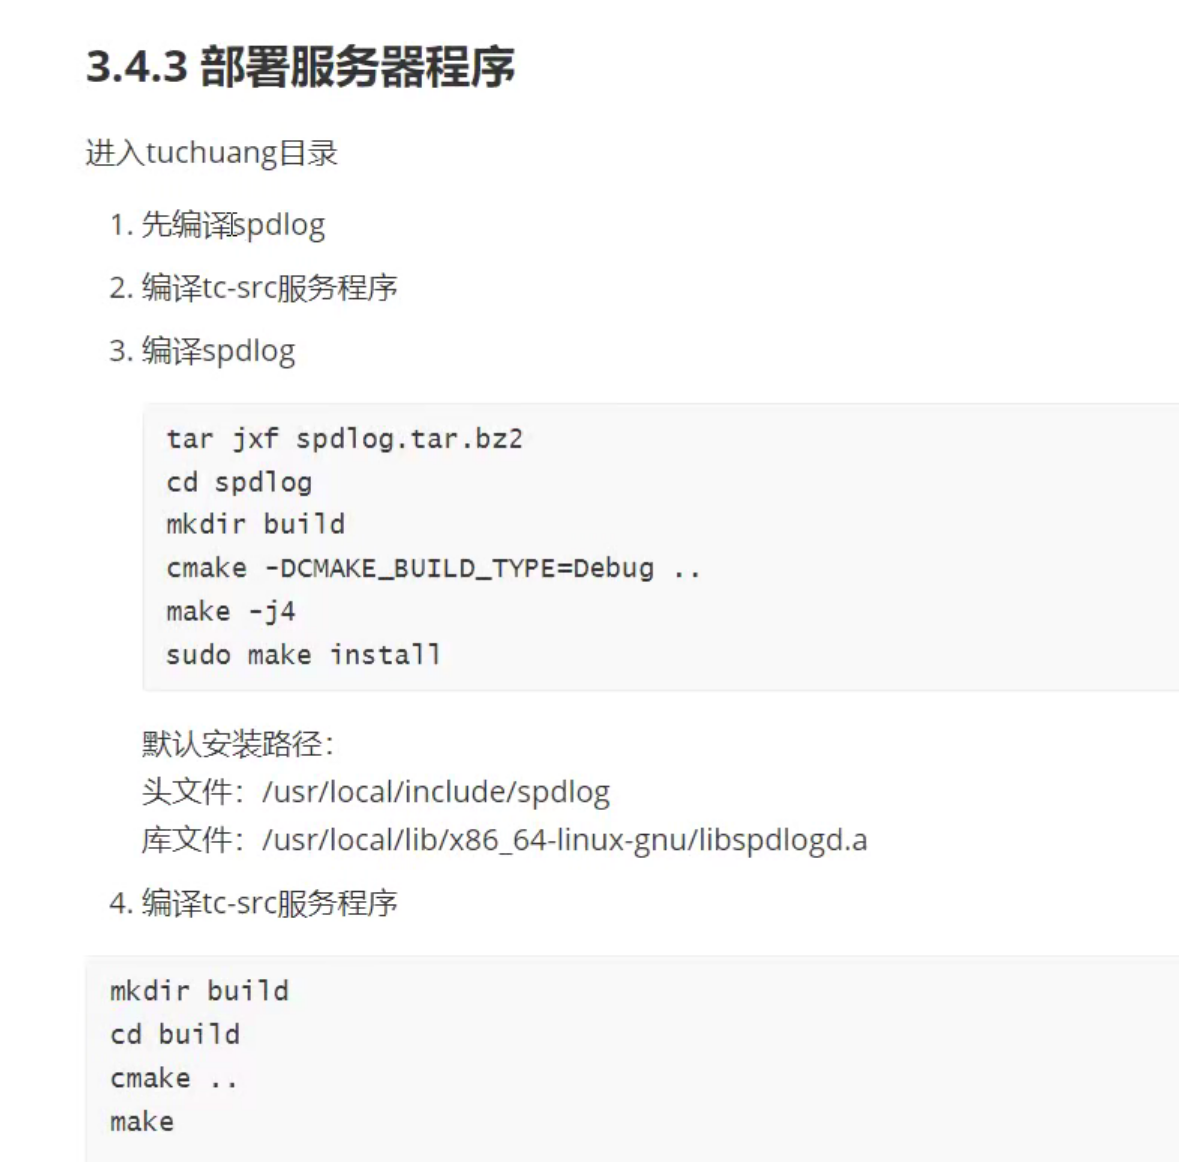 3.4.3 部署服务器程序
进入tuchuang目录
1. 先编译spdlog
2. 编译tc-src服务程序
3. 编译spdlog
tar jxf spdlog.tar.bz2
cd spdlog
mkdir build
cmake -DCMAKE_BUILD_TYPE=Debug ..
make -j4
sudo make install
默认安装路径：
头文件：/usr/local/include/spdlog
库文件：/usr/local/lib/x86_64-linux-gnu/libspdlogd.a
4. 编译tc-src服务程序
mkdir build
cd build
cmake ..
make